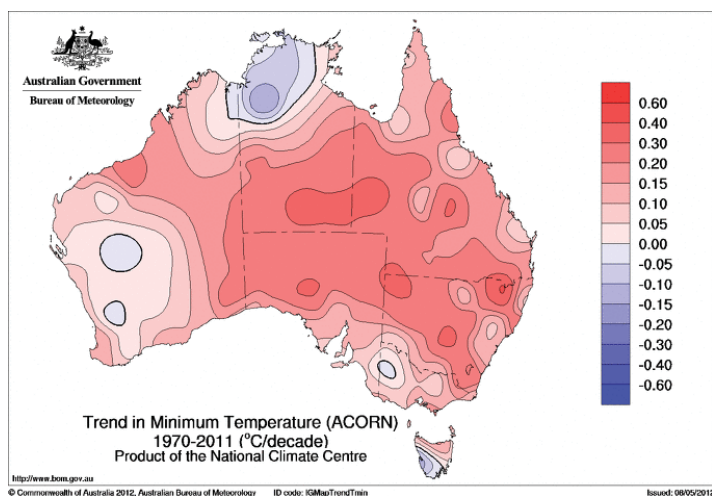 Australian Government
Bureau of Meteorology
0.60
0.40
0.30
0.20
0.15
0.10
0.05
0.00
-0.05
-0.10
-0.15
-0.20
-0.30
-0.40
-0.60
Trend in Minimum Temperature (ACORN)
1970-2011 (°C/decade)
Product of the National Climate Centre
http://www.bom.gov.au
© Commonwealth of Australia 2012, Australian Bureau of Meteorology ID code: IGMapTrendTmin Issued: 08/05/2012